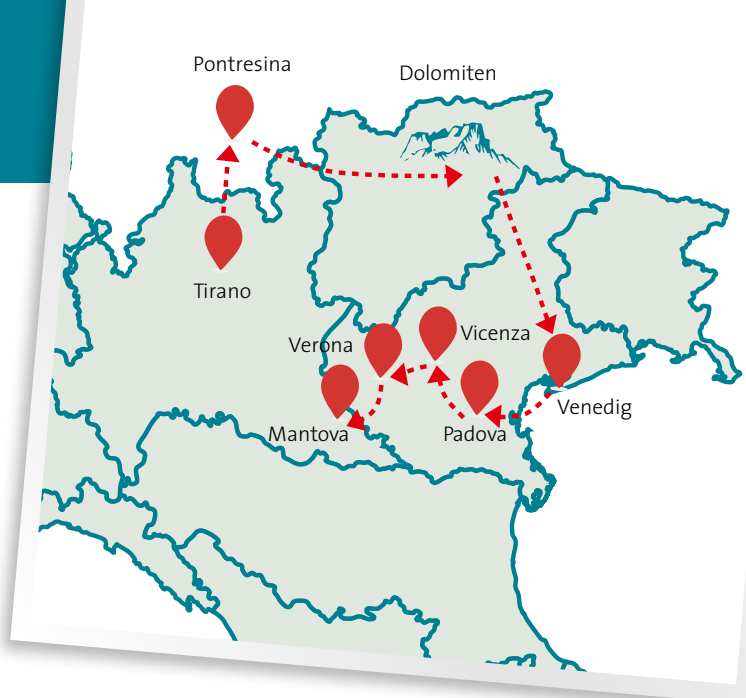 Pontresina
Dolomiten
Tirano
Verona
Vicenza
Venedig
Mantova
Padova